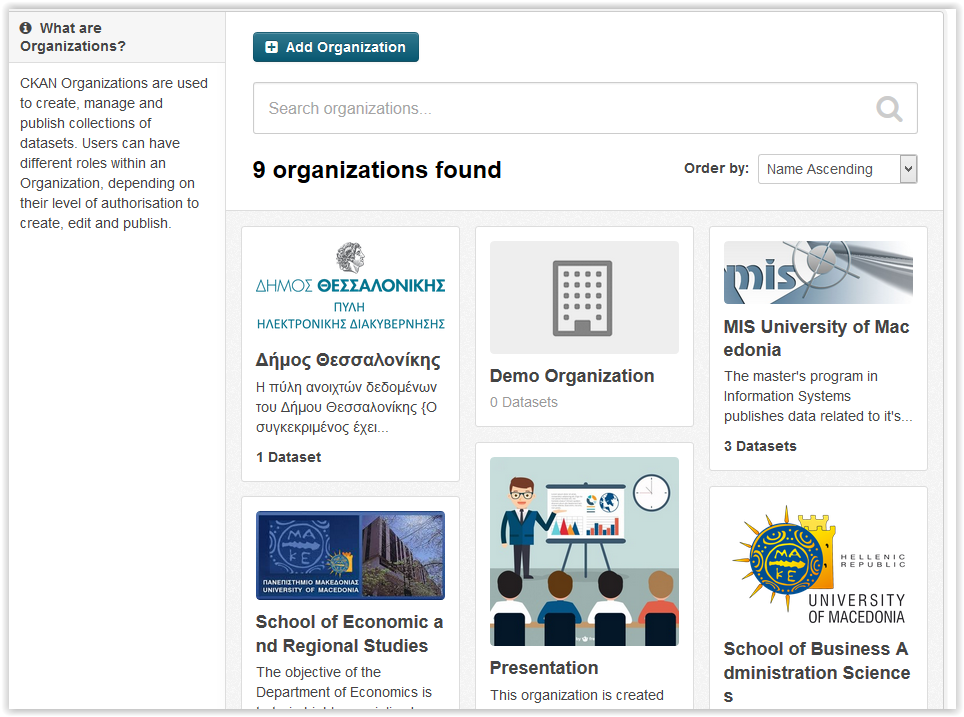 What are
Organizations?
CKAN Organizations are used
to create, manage and
publish collections of
datasets. Users can have
different roles within an
Organization, depending on
their level of authorisation to
create, edit and publish.
Add Organization
Search organizations...
9 organizations found
Order by:
Name Ascending
ΔΗΜΟΣ ΘΕΣΣΑΛΟΝΙΚΗΣ
ΠΥΛΗ
ΗΛΕΚΤΡΟΝΙΚΗΣ ΔΙΑΚΥΒΕΡΝΗΣΗΣ
Δήμος Θεσσαλονίκης
Η πύλη ανοιχτών δεδομένων
του Δήμου Θεσσαλονίκης {Ο
συγκεκριμένος έχει...
1 Dataset
Demo Organization
0 Datasets
mis
MIS University of Mac
edonia
The master's program in
Information Systems
publishes data related to it's...
3 Datasets
ΜΑ
ΚΕ
ΠΑΝΕΠΙΣΤΗΜΙΟ ΜΑΚΕΔΟΝΙΑΣ
UNIVERSITY OF MACEDONIA
School of Economic a
nd Regional Studies
The objective of the
Department of Economics is
Presentation
This organization is created
ΜΑ
ΚΕ
HELLENIC
REPUBLIC
UNIVERSITY
OF MACEDONIA
School of Business A
dministration Science
s